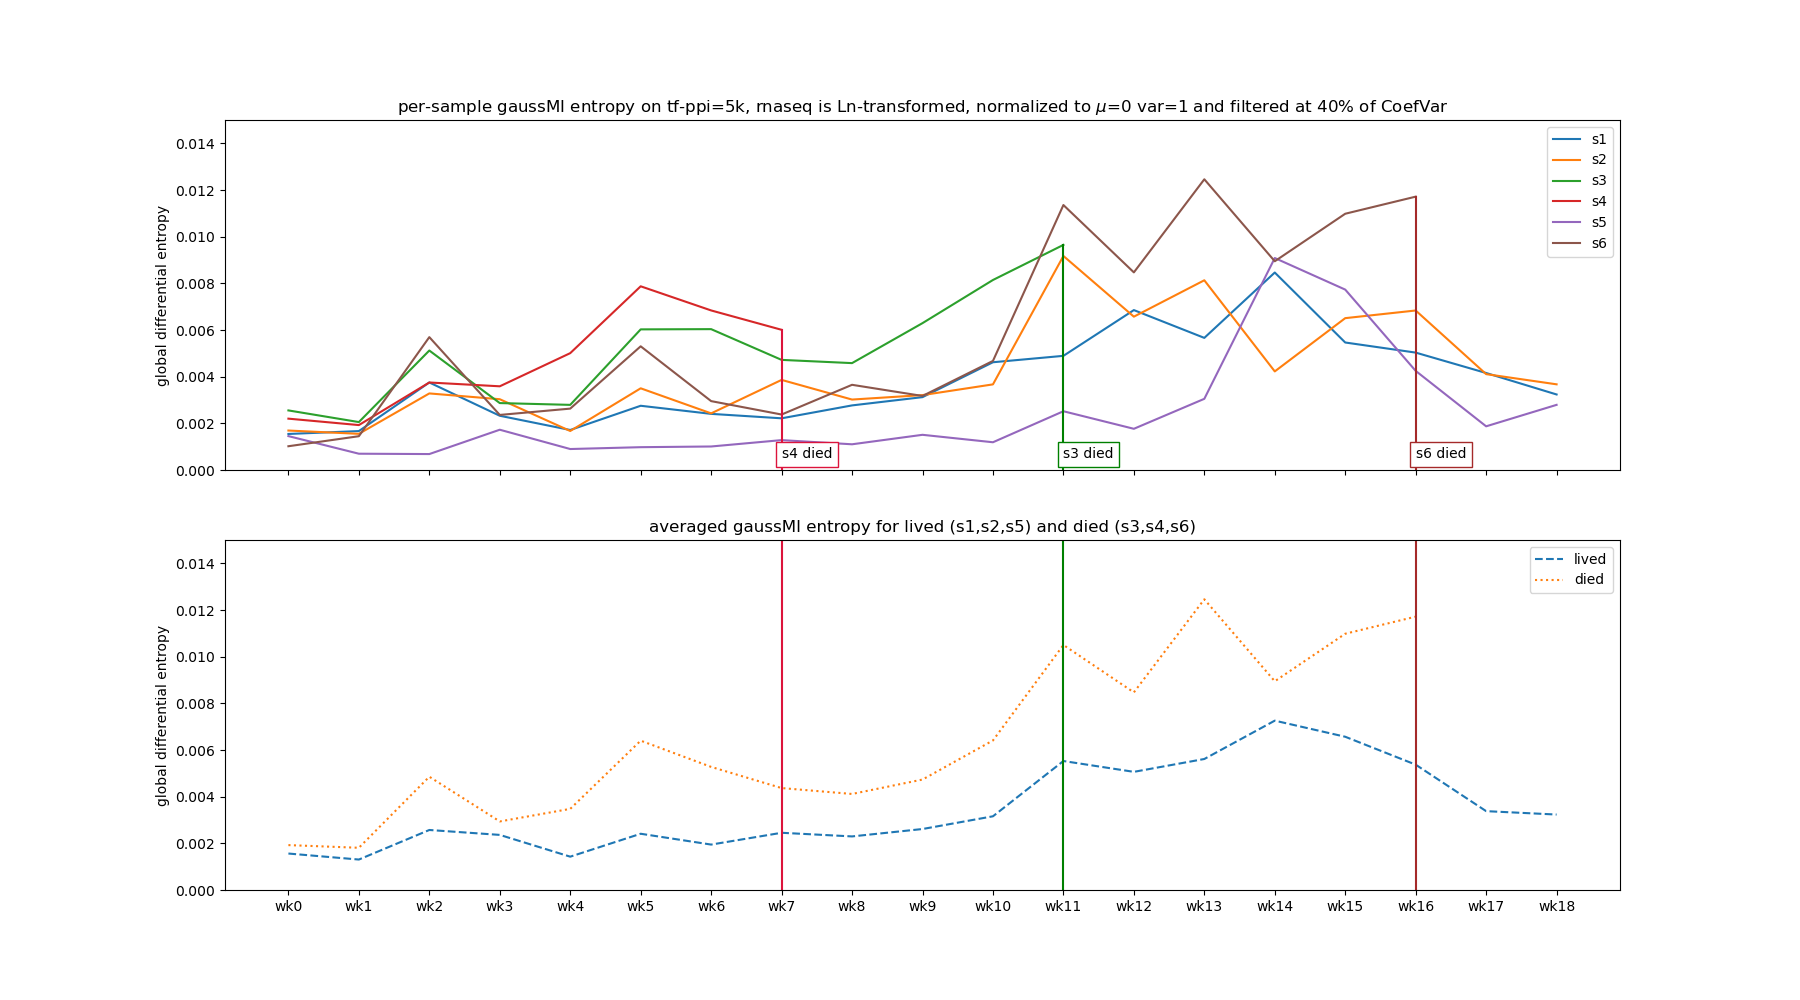 per-sample gaussMI entropy on tf-ppi=5k, rnaseq is Ln-transformed, normalized to μ=0 var=1 and filtered at 40% of CoefVar
global differential entropy
0.014
0.012
0.010
0.008
0.006
0.004
0.002
0.000
s1
s2
s3
s4
s5
s6
s4 died
s3 died
s6 died
averaged gaussMI entropy for lived (s1,s2,s5) and died (s3,s4,s6)
global differential entropy
0.014
0.012
0.010
0.008
0.006
0.004
0.002
0.000
lived
died
wk0 wk1 wk2 wk3 wk4 wk5 wk6 wk7 wk8 wk9 wk10 wk11 wk12 wk13 wk14 wk15 wk16 wk17 wk18